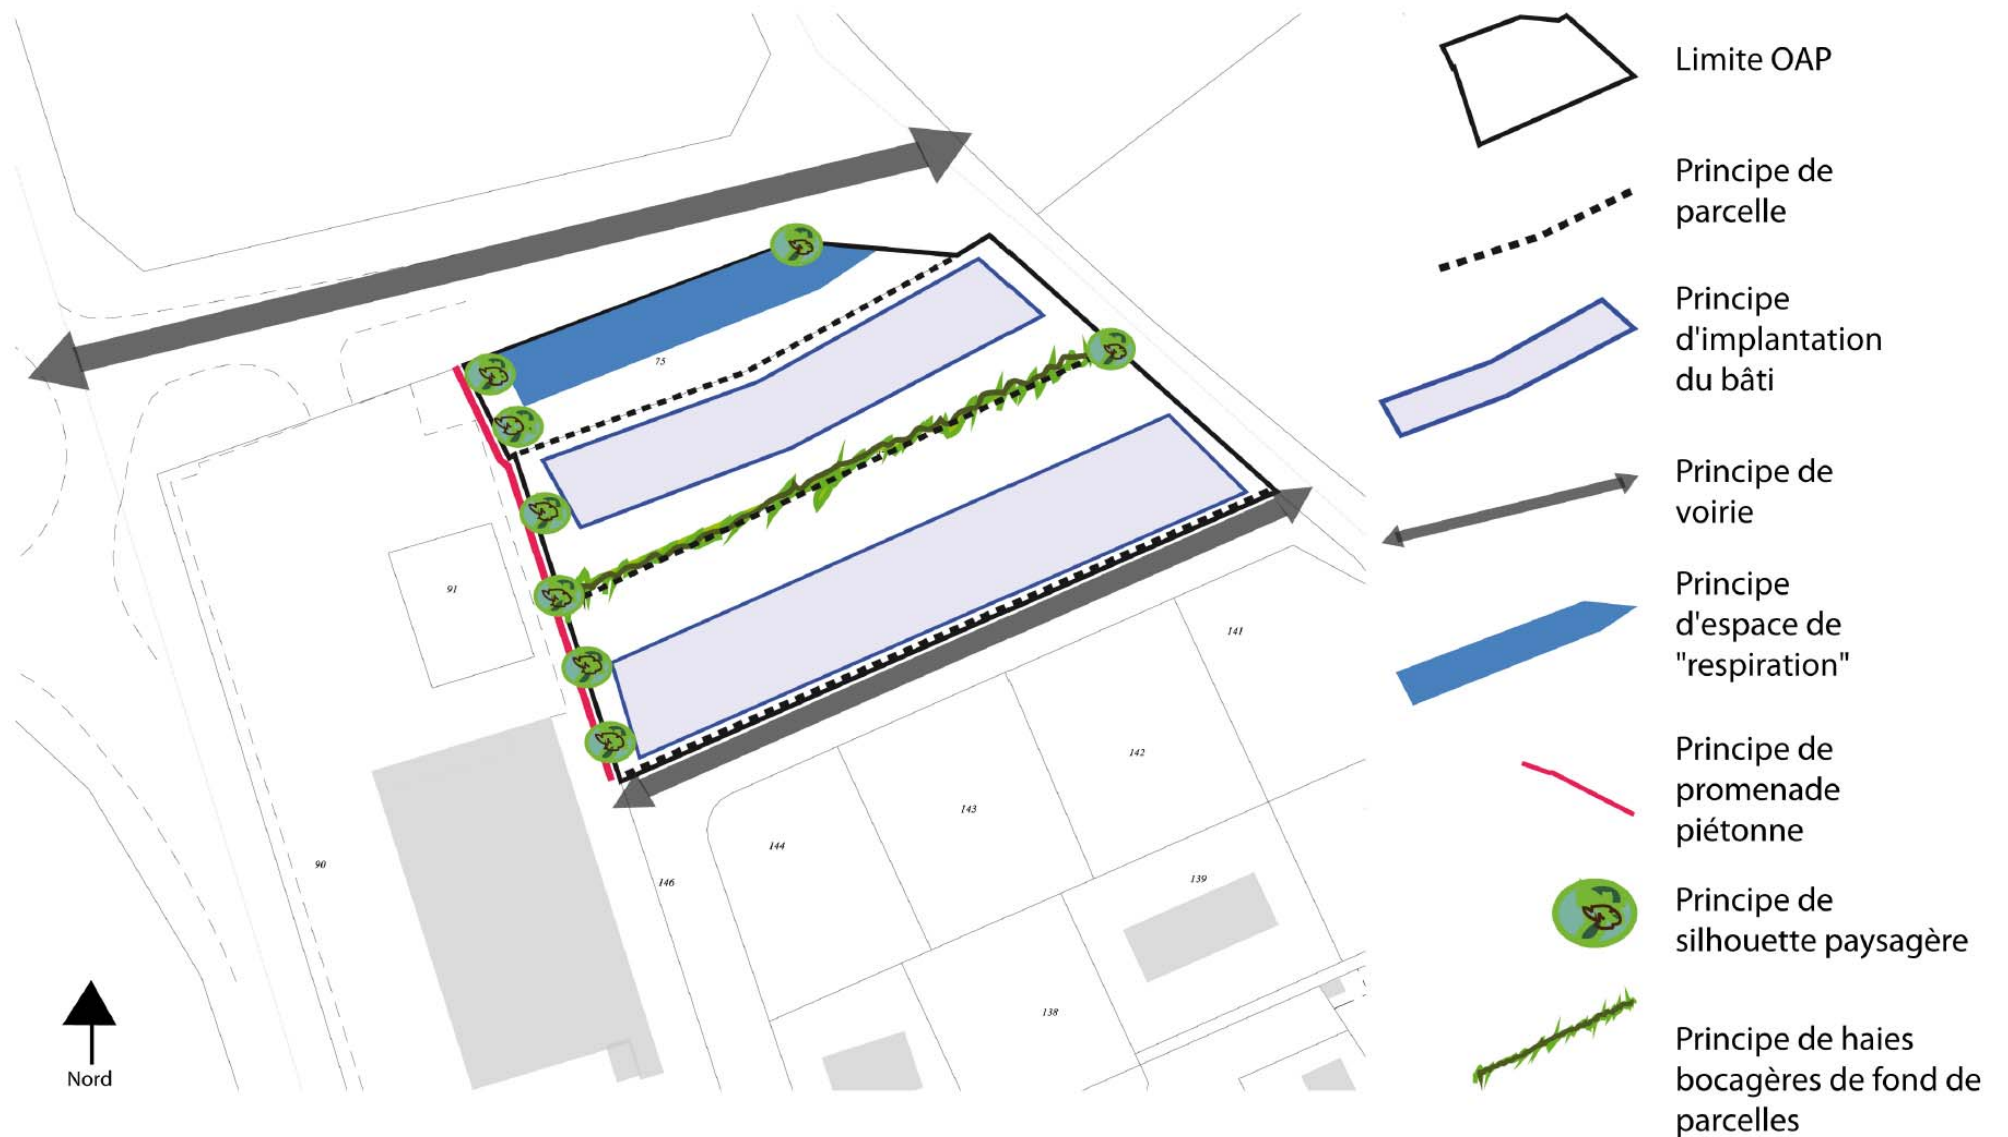 Limite OAP
Principe de
parcelle
Principe
d'implantation
du bâti
Principe de
voirie
Principe
d'espace de
"respiration"
Principe de
promenade
piétonne
Principe de
silhouette paysagère
Principe de haies
bocagères de fond de
parcelles
75
91
141
142
143
144
90
146
139
138
Nord